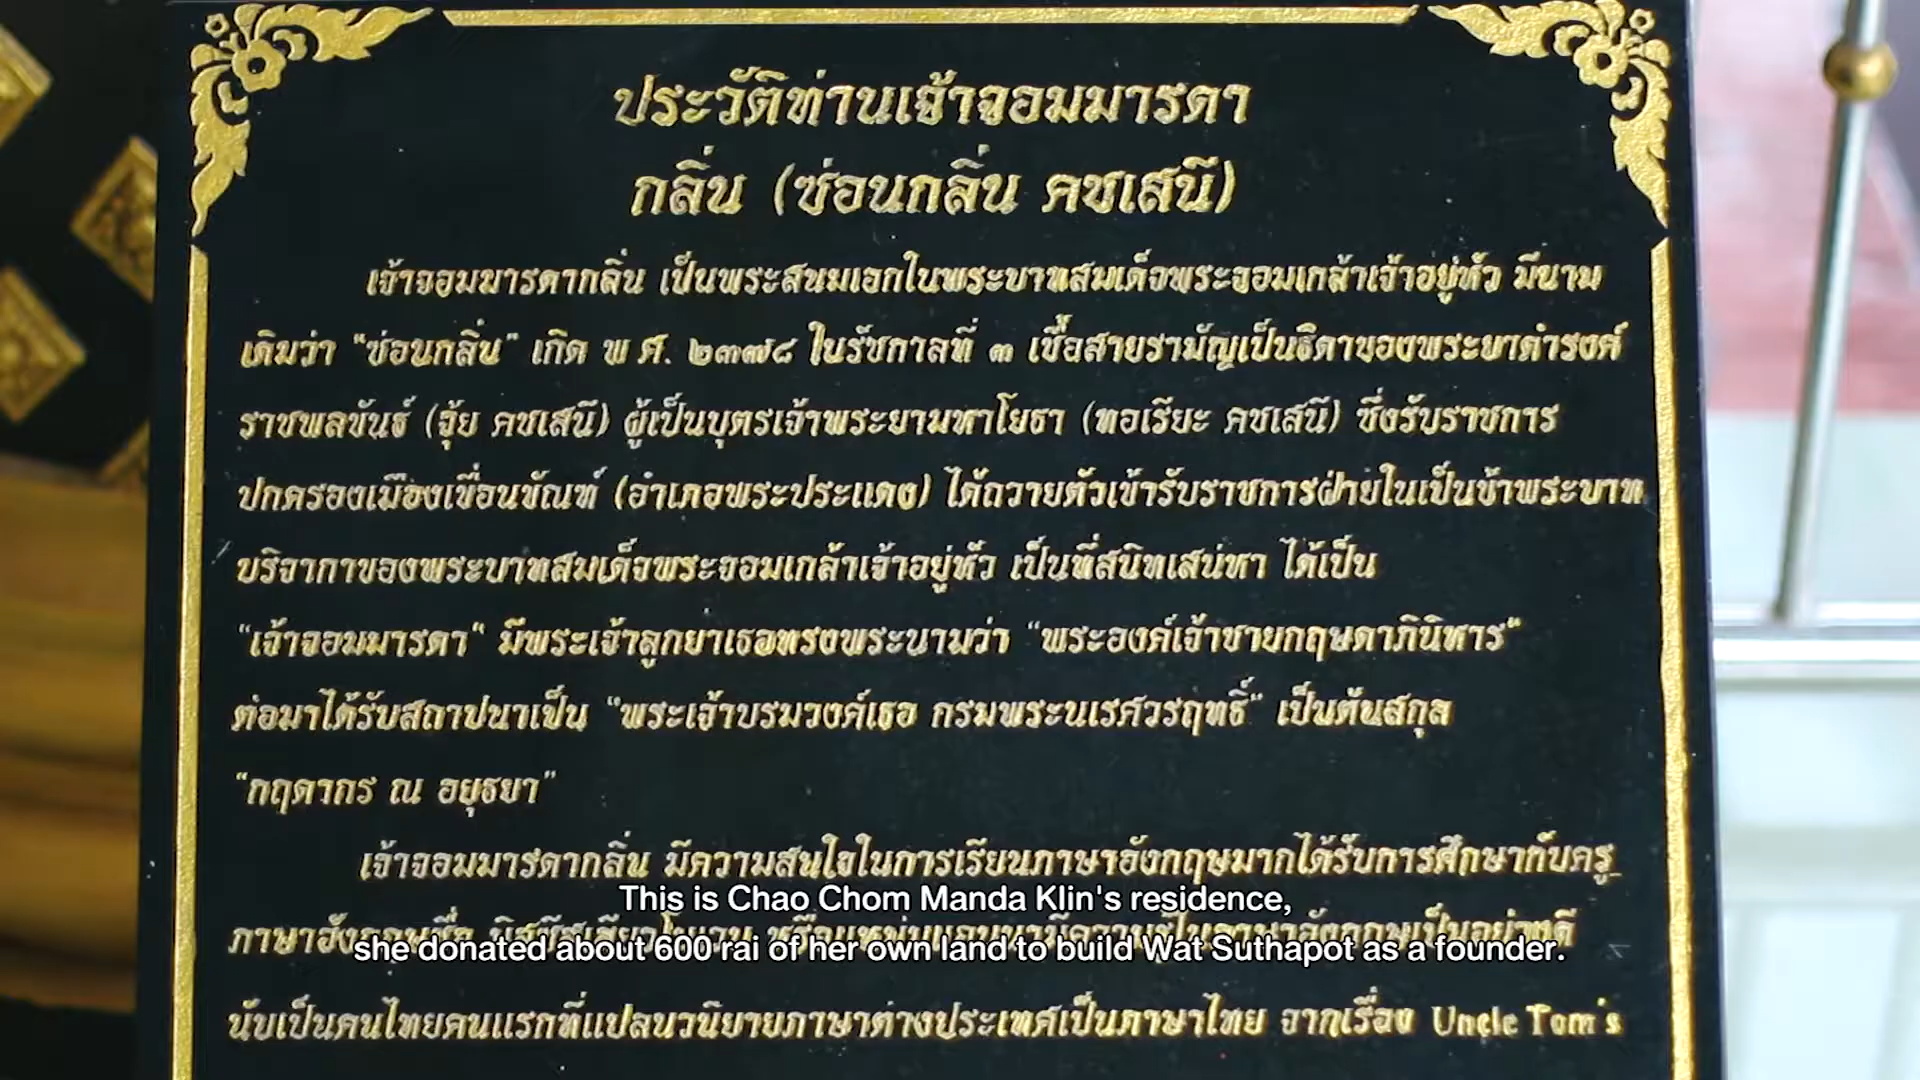 ประวัติท่านเจ้าจอมมารดา
กลิ่น (ซ่อนกลิ่น คชเสนี)
เจ้าจอมมารดากลิ่น เป็นพระสนมเอกในพระบาทสมเด็จพระจอมเกล้าเจ้าอยู่หัว มีนาม
เดิมว่า "ซ่อนกลิ่น" เกิด พ ศ. ๒๓๗๘ ในรัชกาลที่ ๓ เชื้อสายรามัญเป็นธิดาของพระยาดำรงค์
ราชพลขันธ์ (จุ้ย คชเสนี) ผู้เป็นบุตรเจ้าพระยามหาโยธา (ทอเรียะ คชเสนี) ซึ่งรับราชการ
ปกครองเมืองเขื่อนขัณฑ์ (อำเภอพระประแดง) ได้ถวายตัวเข้ารับราชการฝ่ายในเป็นข้าพระบาท
บริจากาของพระบาทสมเด็จพระจอมเกล้าเจ้าอยู่หัว เป็นที่สนิทเสน่หา ได้เป็น
"เจ้าจอมมารดา" มีพระเจ้าลูกยาเธอทรงพระนามว่า "พระองค์เจ้าชายกฤษดาภินิหาร"
ต่อมาได้รับสถาปนาเป็น "พระเจ้าบรมวงศ์เธอ กรมพระนเรศวรฤทธิ์" เป็นต้นสกุล
"กฤดากร ณ อยุธยา"
เจ้าจอมมารดากลิ่น มีความสนใจในการเรียนภาษาอังกฤษมากได้รับการศึกษากับครู
This is Chao Chom Manda Klin's residence,
ภาษาอังกฤษชื่อ
she donated about 600 rai of her own land to build Wat Suthapot as a founder.
นับเป็นคนไทยคนแรกที่แปลนวนิยายภาษาต่างประเทศเป็นภาษาไทย จากเรื่อง Uncle Tom's